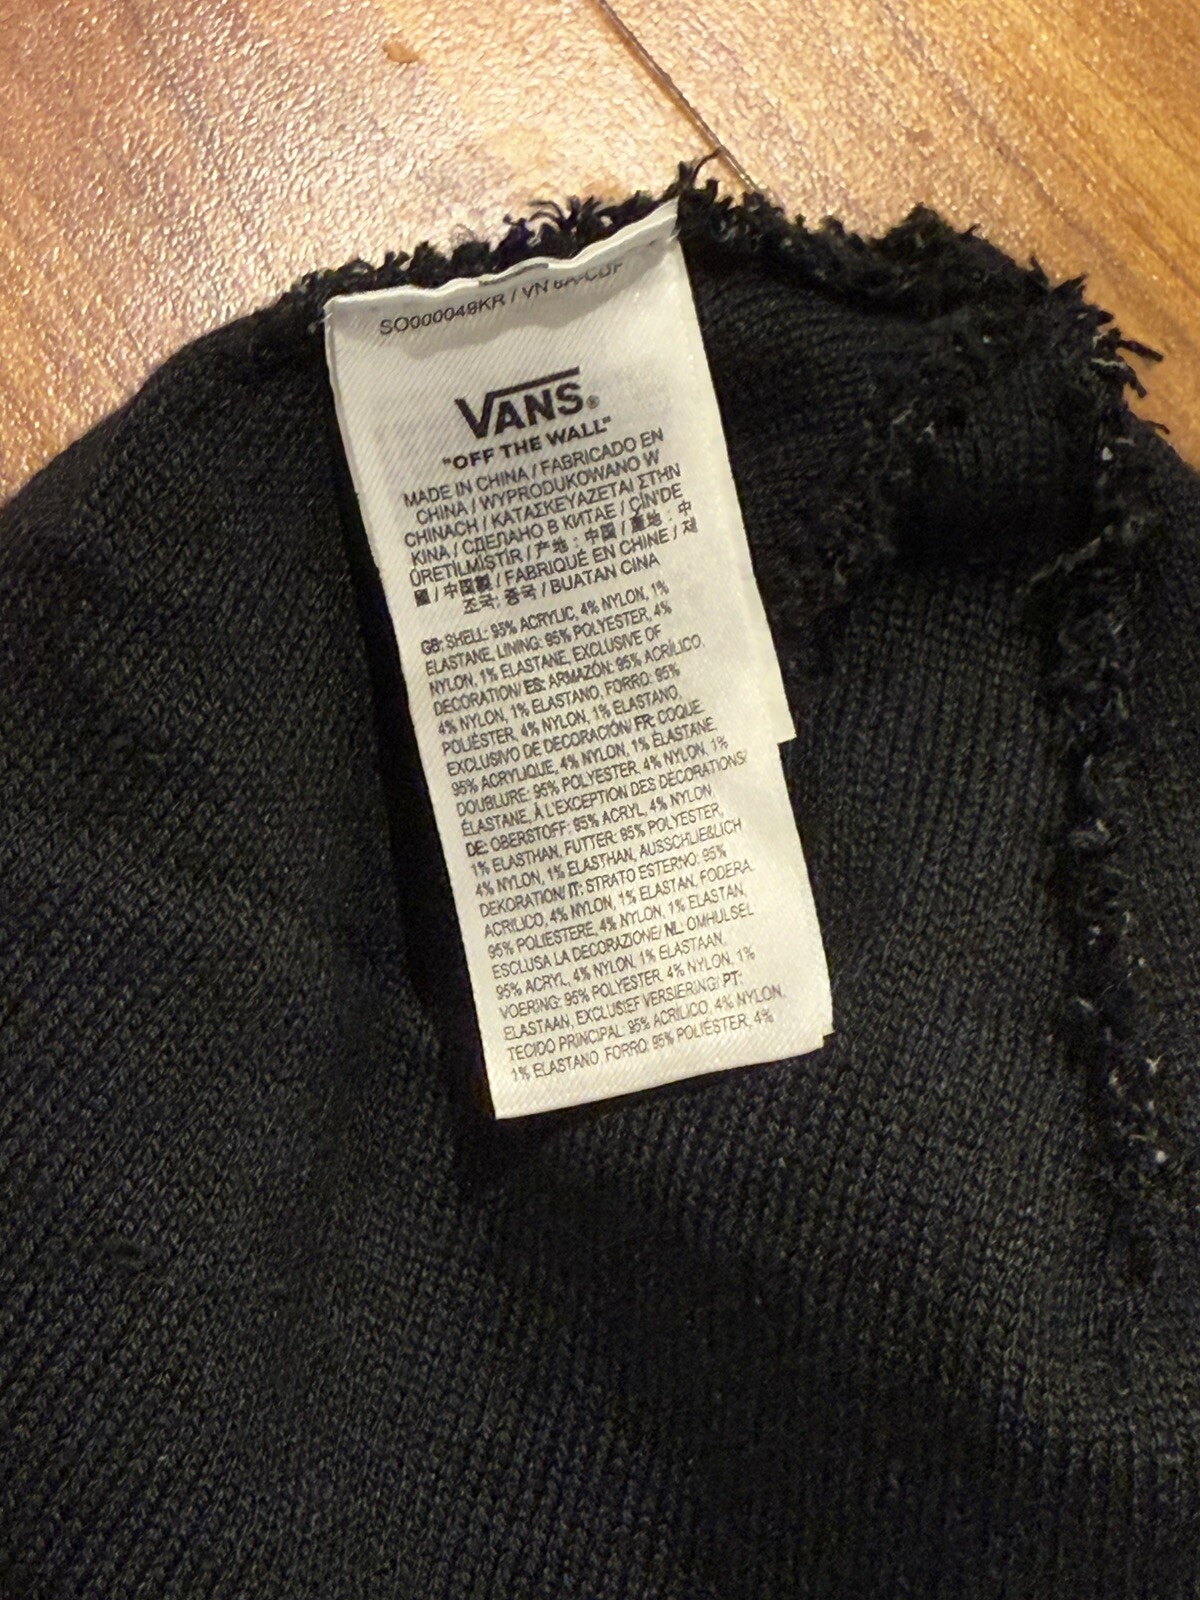 SO000049KR / VN
VANS®
"OFF THE WALL"
MADE IN CHINA / FABRICADO EN
CHINA / WYPRODUKOWANO W
CHINACH / ΚΑΤΑΣΚΕΥΑΖΕΤΑΙ ΣΤΗΝ
ΚΙΝΑ / СДЕЛАНО В КИТАЕ / ÇİN'DE
ÜRETİLMİŞTİR / 产地：中国 / 產地：中
國 / 中国製 / FABRIQUÉ EN CHINE / 제
조국: 중국 / BUATAN CINA
GB: SHELL: 95% ACRYLIC, 4% NYLON, 1%
ELASTANE, LINING: 95% POLYESTER, 4%
NYLON, 1% ELASTANE, EXCLUSIVE OF
DECORATION/ ES: ARMAZÓN: 95% ACRÍLICO,
4% NYLON, 1% ELASTANO, FORRO: 95%
POLIÉSTER, 4% NYLON, 1% ELASTANO,
EXCLUSIVO DE DECORACIÓN/ FR: COQUE:
95% ACRYLIQUE, 4% NYLON, 1% ÉLASTANE,
DOUBLURE: 95% POLYESTER, 4% NYLON, 1%
ÉLASTANE, À L'EXCEPTION DES DÉCORATIONS/
DE: OBERSTOFF: 95% ACRYL, 4% NYLON,
1% ELASTHAN, FUTTER: 95% POLYESTER,
4% NYLON, 1% ELASTHAN, AUSSCHLIEßLICH
DEKORATION/ IT: STRATO ESTERNO: 95%
ACRILICO, 4% NYLON, 1% ELASTAN, FODERA:
95% POLIESTERE, 4% NYLON, 1% ELASTAN,
ESCLUSA LA DECORAZIONE/ NL: OMHULSEL:
95% ACRYL, 4% NYLON, 1% ELASTAAN,
VOERING: 95% POLYESTER, 4% NYLON, 1%
ELASTAAN, EXCLUSIEF VERSIERING/ PT:
TECIDO PRINCIPAL: 95% ACRÍLICO, 4% NYLON,
1% ELASTANO, FORRO: 95% POLIÉSTER, 4%